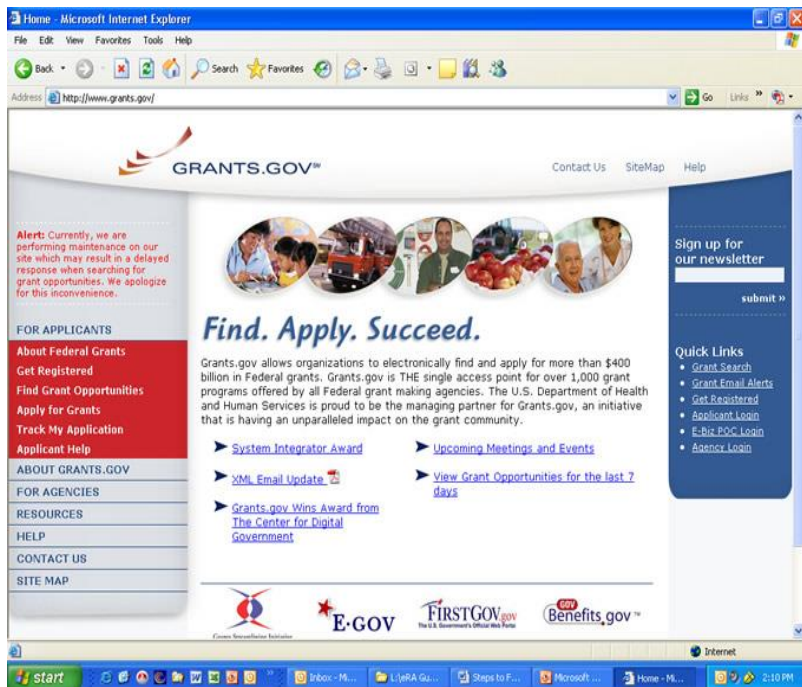 Home - Microsoft Internet Explorer
File Edit View Favorites Tools Help
Back Search Favorites
Address http://www.grants.gov/ Go Links »
GRANTS.GOV℠
Contact Us SiteMap Help
Alert: Currently, we are
performing maintenance on our
site which may result in a delayed
response when searching for
grant opportunities. We apologize
for this inconvenience.
FOR APPLICANTS
About Federal Grants
Get Registered
Find Grant Opportunities
Apply for Grants
Track My Application
Applicant Help
ABOUT GRANTS.GOV
FOR AGENCIES
RESOURCES
HELP
CONTACT US
SITE MAP
Find. Apply. Succeed.
Grants.gov allows organizations to electronically find and apply for more than $400
billion in Federal grants. Grants.gov is THE single access point for over 1,000 grant
programs offered by all Federal grant making agencies. The U.S. Department of Health
and Human Services is proud to be the managing partner for Grants.gov, an initiative
that is having an unparalleled impact on the grant community.
System Integrator Award
XML Email Update
Grants.gov Wins Award from
The Center for Digital
Government
Upcoming Meetings and Events
View Grant Opportunities for the last 7
days
Sign up for
our newsletter
submit »
Quick Links
Grant Search
Grant Email Alerts
Get Registered
Applicant Login
E-Biz POC Login
Agency Login
Grants Streamlining Initiative
E-GOV
FIRSTGOV.gov
The U.S. Government's Official Web Portal
GOV
Benefits.gov ™
Internet
start
Inbox - M...
L:\eRA Gu...
Steps to F...
Microsoft ...
Home - M...
2:10 PM